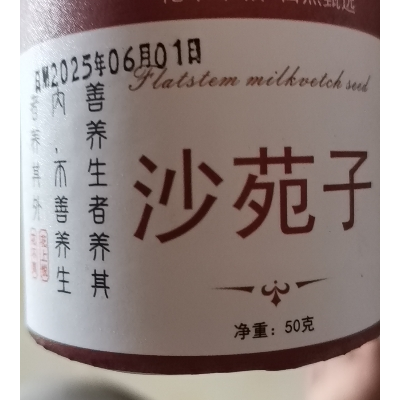 日期2025年06月01日
Flatstem milkvetch seed
善养生者养其
内,不善养生
者养其外
沙苑子
净重:50克